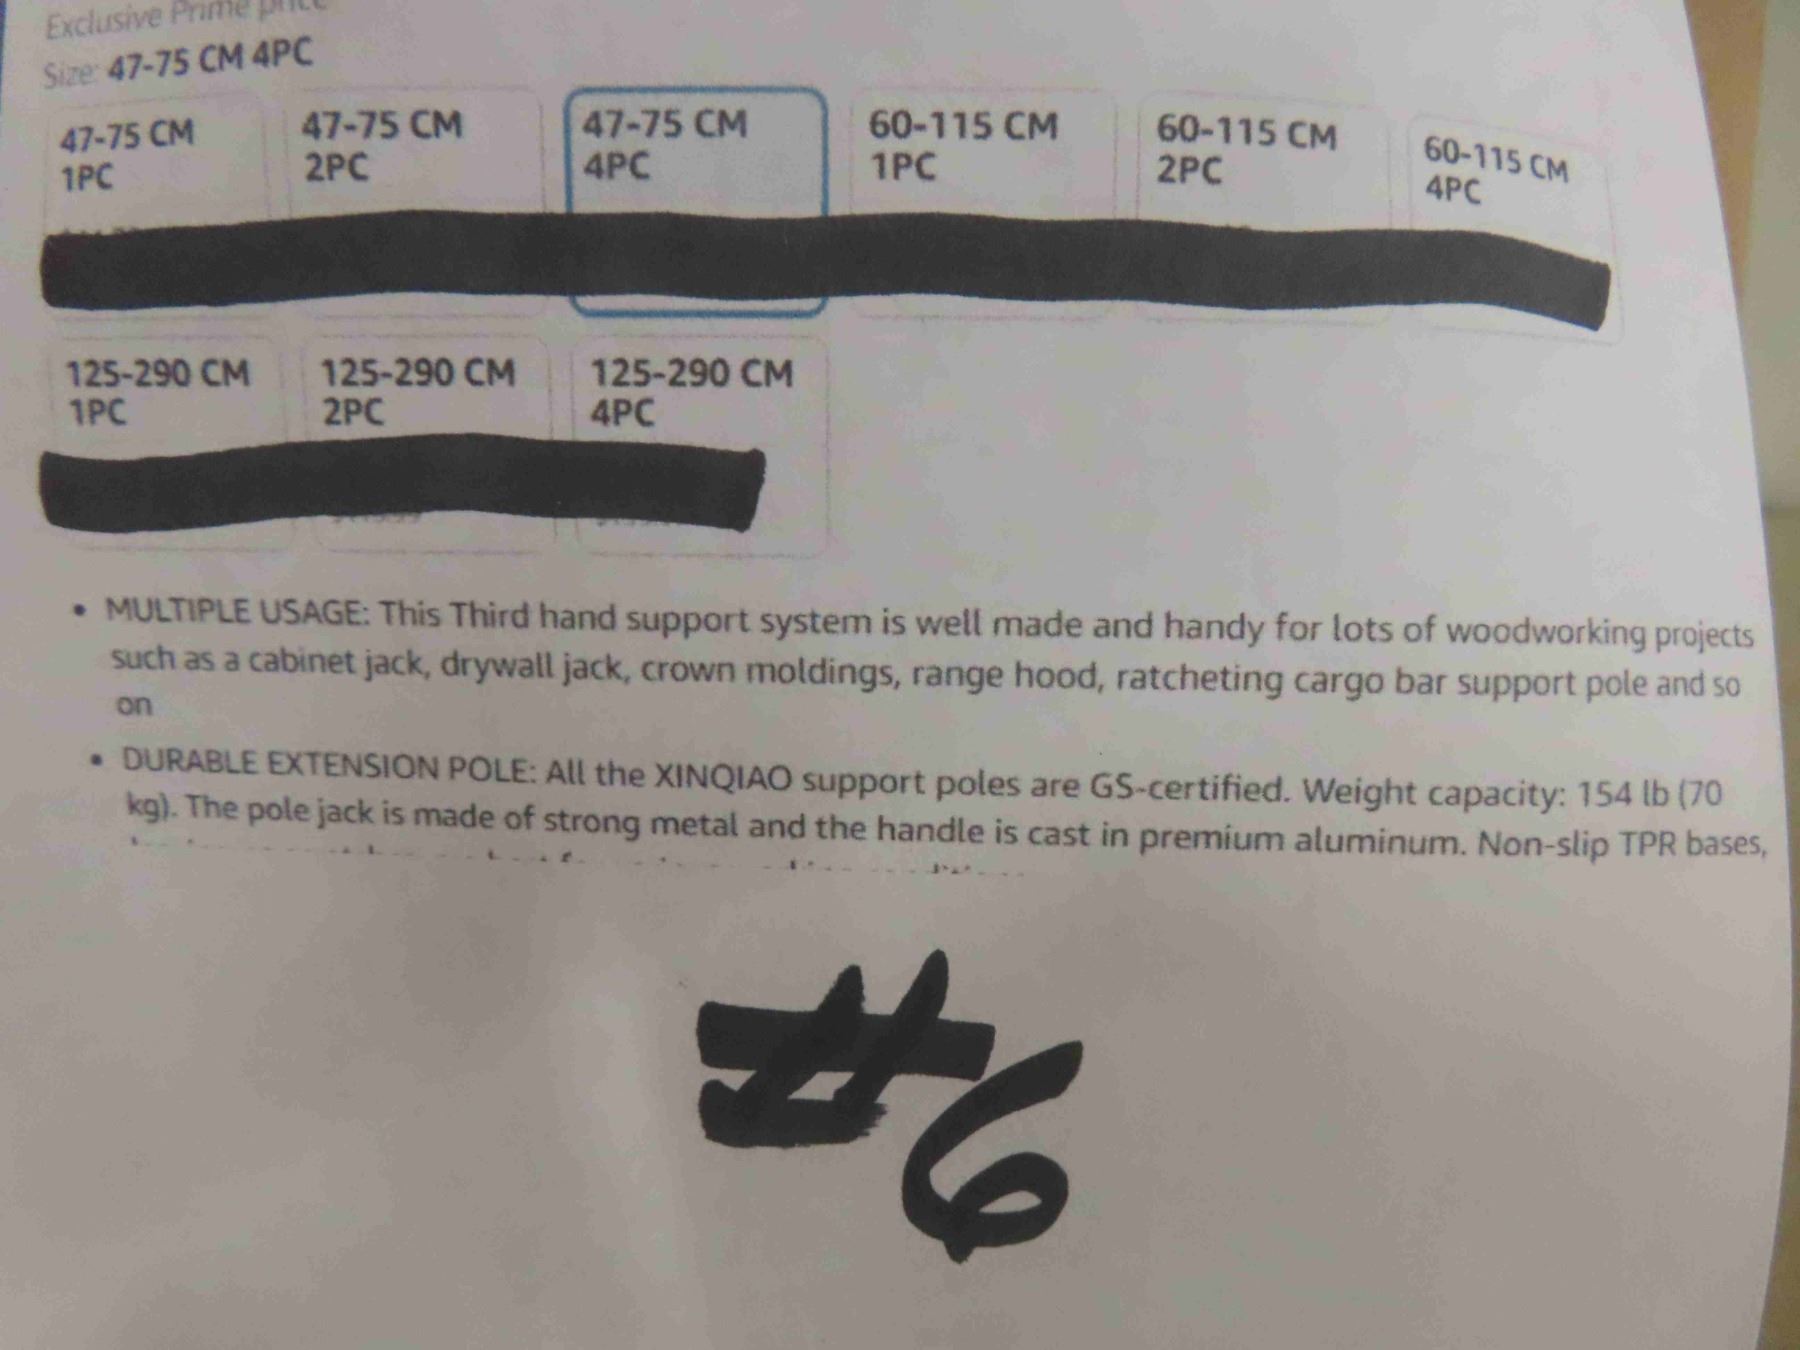 Exclusive Prime price
Size: 47-75 CM 4PC
47-75 CM
1PC
47-75 CM
2PC
47-75 CM
4PC
60-115 CM
1PC
60-115 CM
2PC
60-115 CM
4PC
125-290 CM
1PC
125-290 CM
2PC
125-290 CM
4PC
• MULTIPLE USAGE: This Third hand support system is well made and handy for lots of woodworking projects
such as a cabinet jack, drywall jack, crown moldings, range hood, ratcheting cargo bar support pole and so
on
• DURABLE EXTENSION POLE: All the XINQIAO support poles are GS-certified. Weight capacity: 154 lb (70
kg). The pole jack is made of strong metal and the handle is cast in premium aluminum. Non-slip TPR bases,
#6